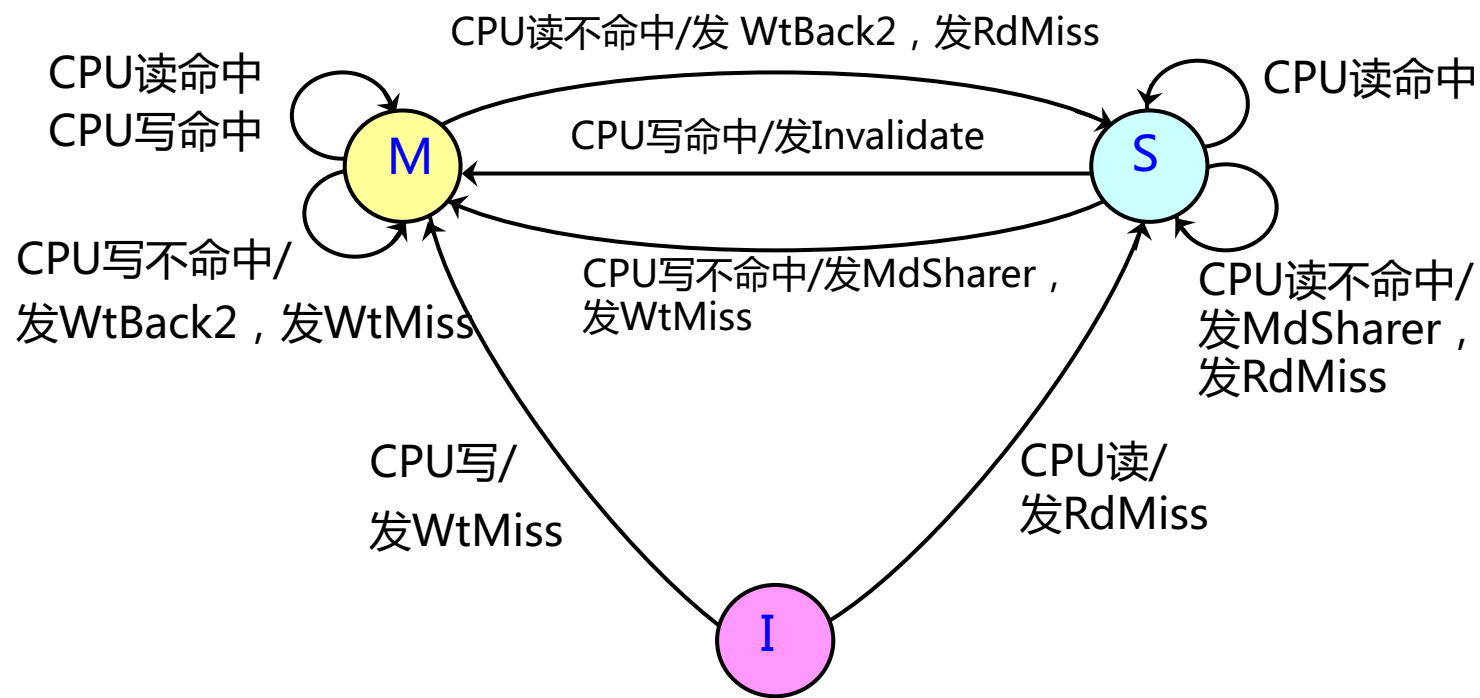 CPU读不命中/发 WtBack2，发RdMiss
CPU读命中
CPU写命中
CPU读命中
CPU写命中/发Invalidate
M
S
CPU写不命中/
发WtBack2，发WtMiss
CPU写不命中/发MdSharer，
发WtMiss
CPU读不命中/
发MdSharer，
发RdMiss
CPU写/
发WtMiss
CPU读/
发RdMiss
I